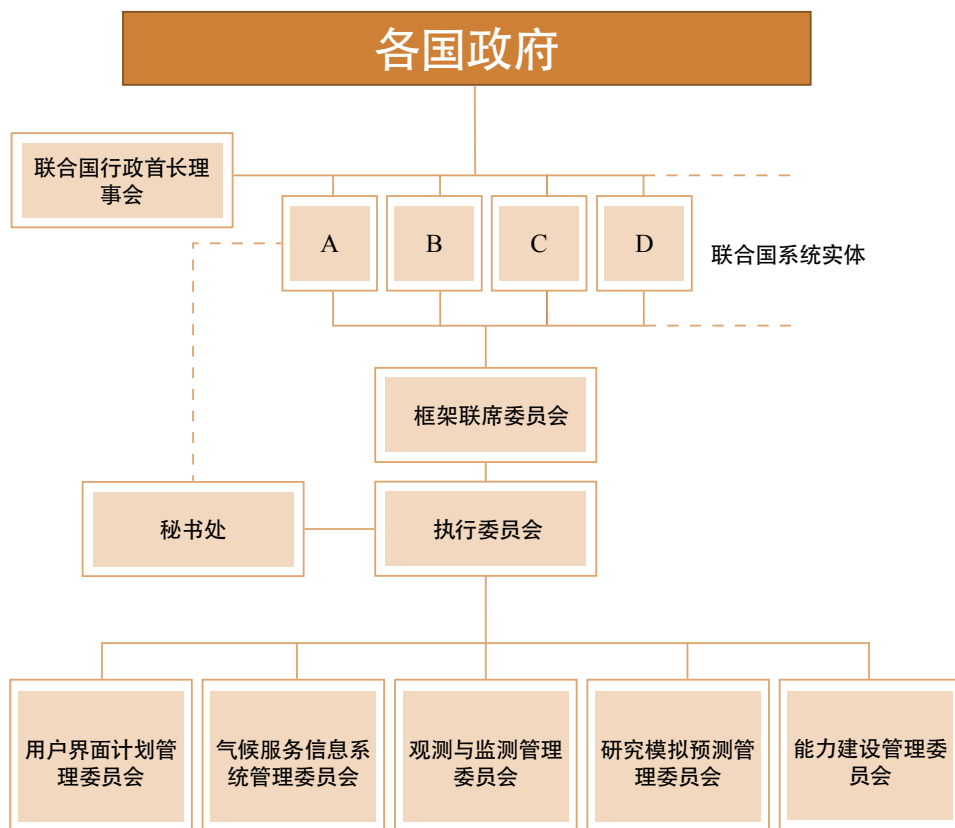 各国政府
联合国行政首长理
事会
A
B
C
D
联合国系统实体
框架联席委员会
秘书处
执行委员会
用户界面计划管
理委员会
气候服务信息系
统管理委员会
观测与监测管理
委员会
研究模拟预测管
理委员会
能力建设管理委
员会